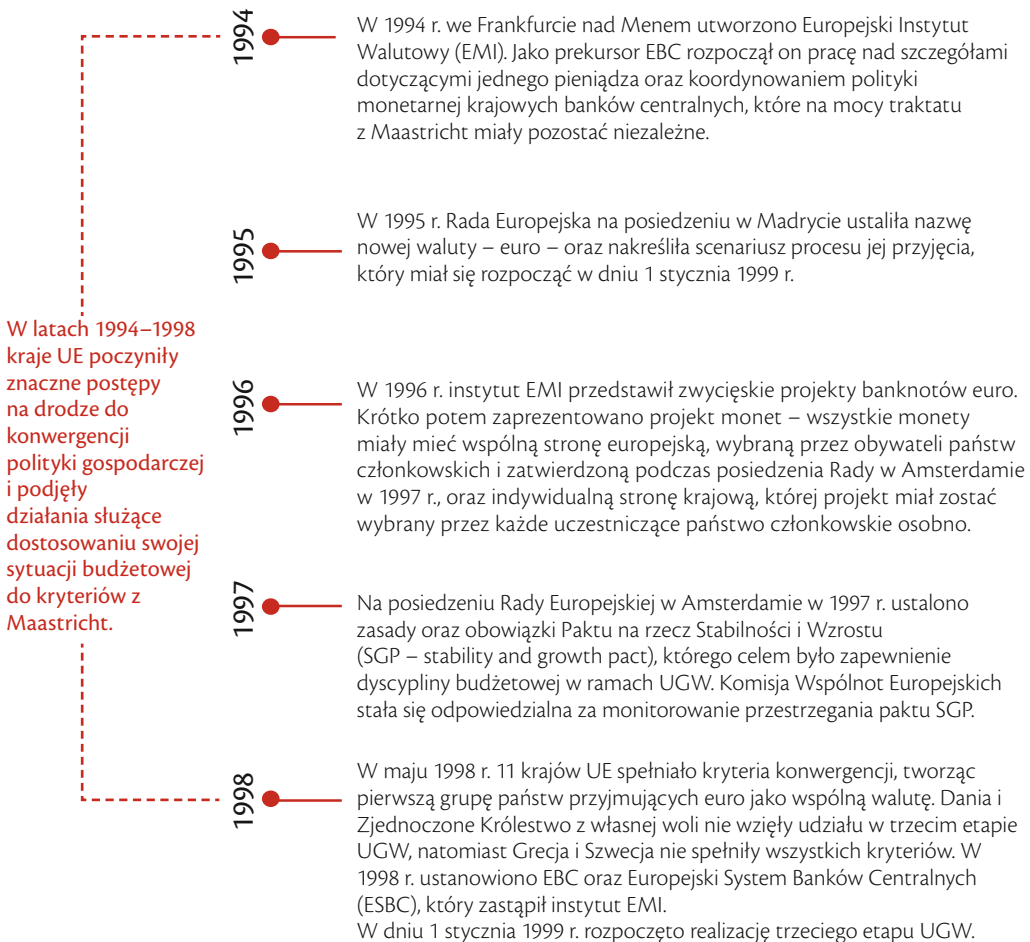 1994
W 1994 r. we Frankfurcie nad Menem utworzono Europejski Instytut
Walutowy (EMI). Jako prekursor EBC rozpoczął on pracę nad szczegółami
dotyczącymi jednego pieniądza oraz koordynowaniem polityki
monetarnej krajowych banków centralnych, które na mocy traktatu
z Maastricht miały pozostać niezależne.
1995
W 1995 r. Rada Europejska na posiedzeniu w Madrycie ustaliła nazwę
nowej waluty – euro – oraz nakreśliła scenariusz procesu jej przyjęcia,
który miał się rozpocząć w dniu 1 stycznia 1999 r.
W latach 1994–1998
kraje UE poczyniły
znaczne postępy
na drodze do
konwergencji
polityki gospodarczej
i podjęły
działania służące
dostosowaniu swojej
sytuacji budżetowej
do kryteriów z
Maastricht.
1996
W 1996 r. instytut EMI przedstawił zwycięskie projekty banknotów euro.
Krótko potem zaprezentowano projekt monet – wszystkie monety
miały mieć wspólną stronę europejską, wybraną przez obywateli państw
członkowskich i zatwierdzoną podczas posiedzenia Rady w Amsterdamie
w 1997 r., oraz indywidualną stronę krajową, której projekt miał zostać
wybrany przez każde uczestniczące państwo członkowskie osobno.
1997
Na posiedzeniu Rady Europejskiej w Amsterdamie w 1997 r. ustalono
zasady oraz obowiązki Paktu na rzecz Stabilności i Wzrostu
(SGP – stability and growth pact), którego celem było zapewnienie
dyscypliny budżetowej w ramach UGW. Komisja Wspólnot Europejskich
stała się odpowiedzialna za monitorowanie przestrzegania paktu SGP.
1998
W maju 1998 r. 11 krajów UE spełniało kryteria konwergencji, tworząc
pierwszą grupę państw przyjmujących euro jako wspólną walutę. Dania i
Zjednoczone Królestwo z własnej woli nie wzięły udziału w trzecim etapie
UGW, natomiast Grecja i Szwecja nie spełniły wszystkich kryteriów. W
1998 r. ustanowiono EBC oraz Europejski System Banków Centralnych
(ESBC), który zastąpił instytut EMI.
W dniu 1 stycznia 1999 r. rozpoczęto realizację trzeciego etapu UGW.